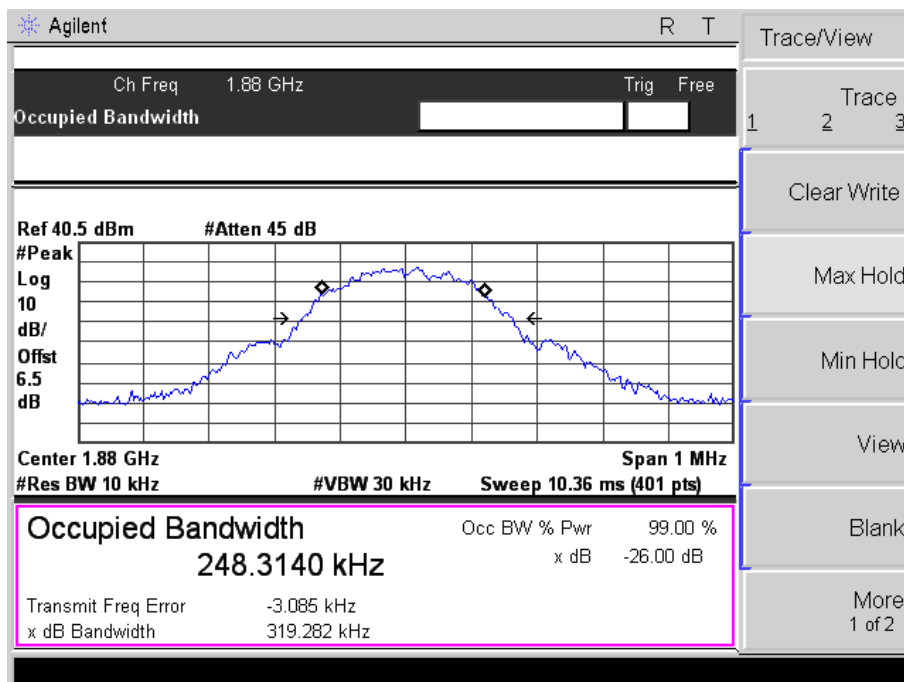 Agilent R T
Trace/View
Ch Freq 1.88 GHz Trig Free
Occupied Bandwidth
Trace
1 2 3
Clear Write
Ref 40.5 dBm #Atten 45 dB
#Peak
Log
10
dB/
Offst
6.5
dB
Max Hold
Min Hold
View
Center 1.88 GHz Span 1 MHz
#Res BW 10 kHz #VBW 30 kHz Sweep 10.36 ms (401 pts)
Occupied Bandwidth
248.3140 kHz
Occ BW % Pwr 99.00 %
x dB -26.00 dB
Transmit Freq Error -3.085 kHz
x dB Bandwidth 319.282 kHz
Blank
More
1 of 2